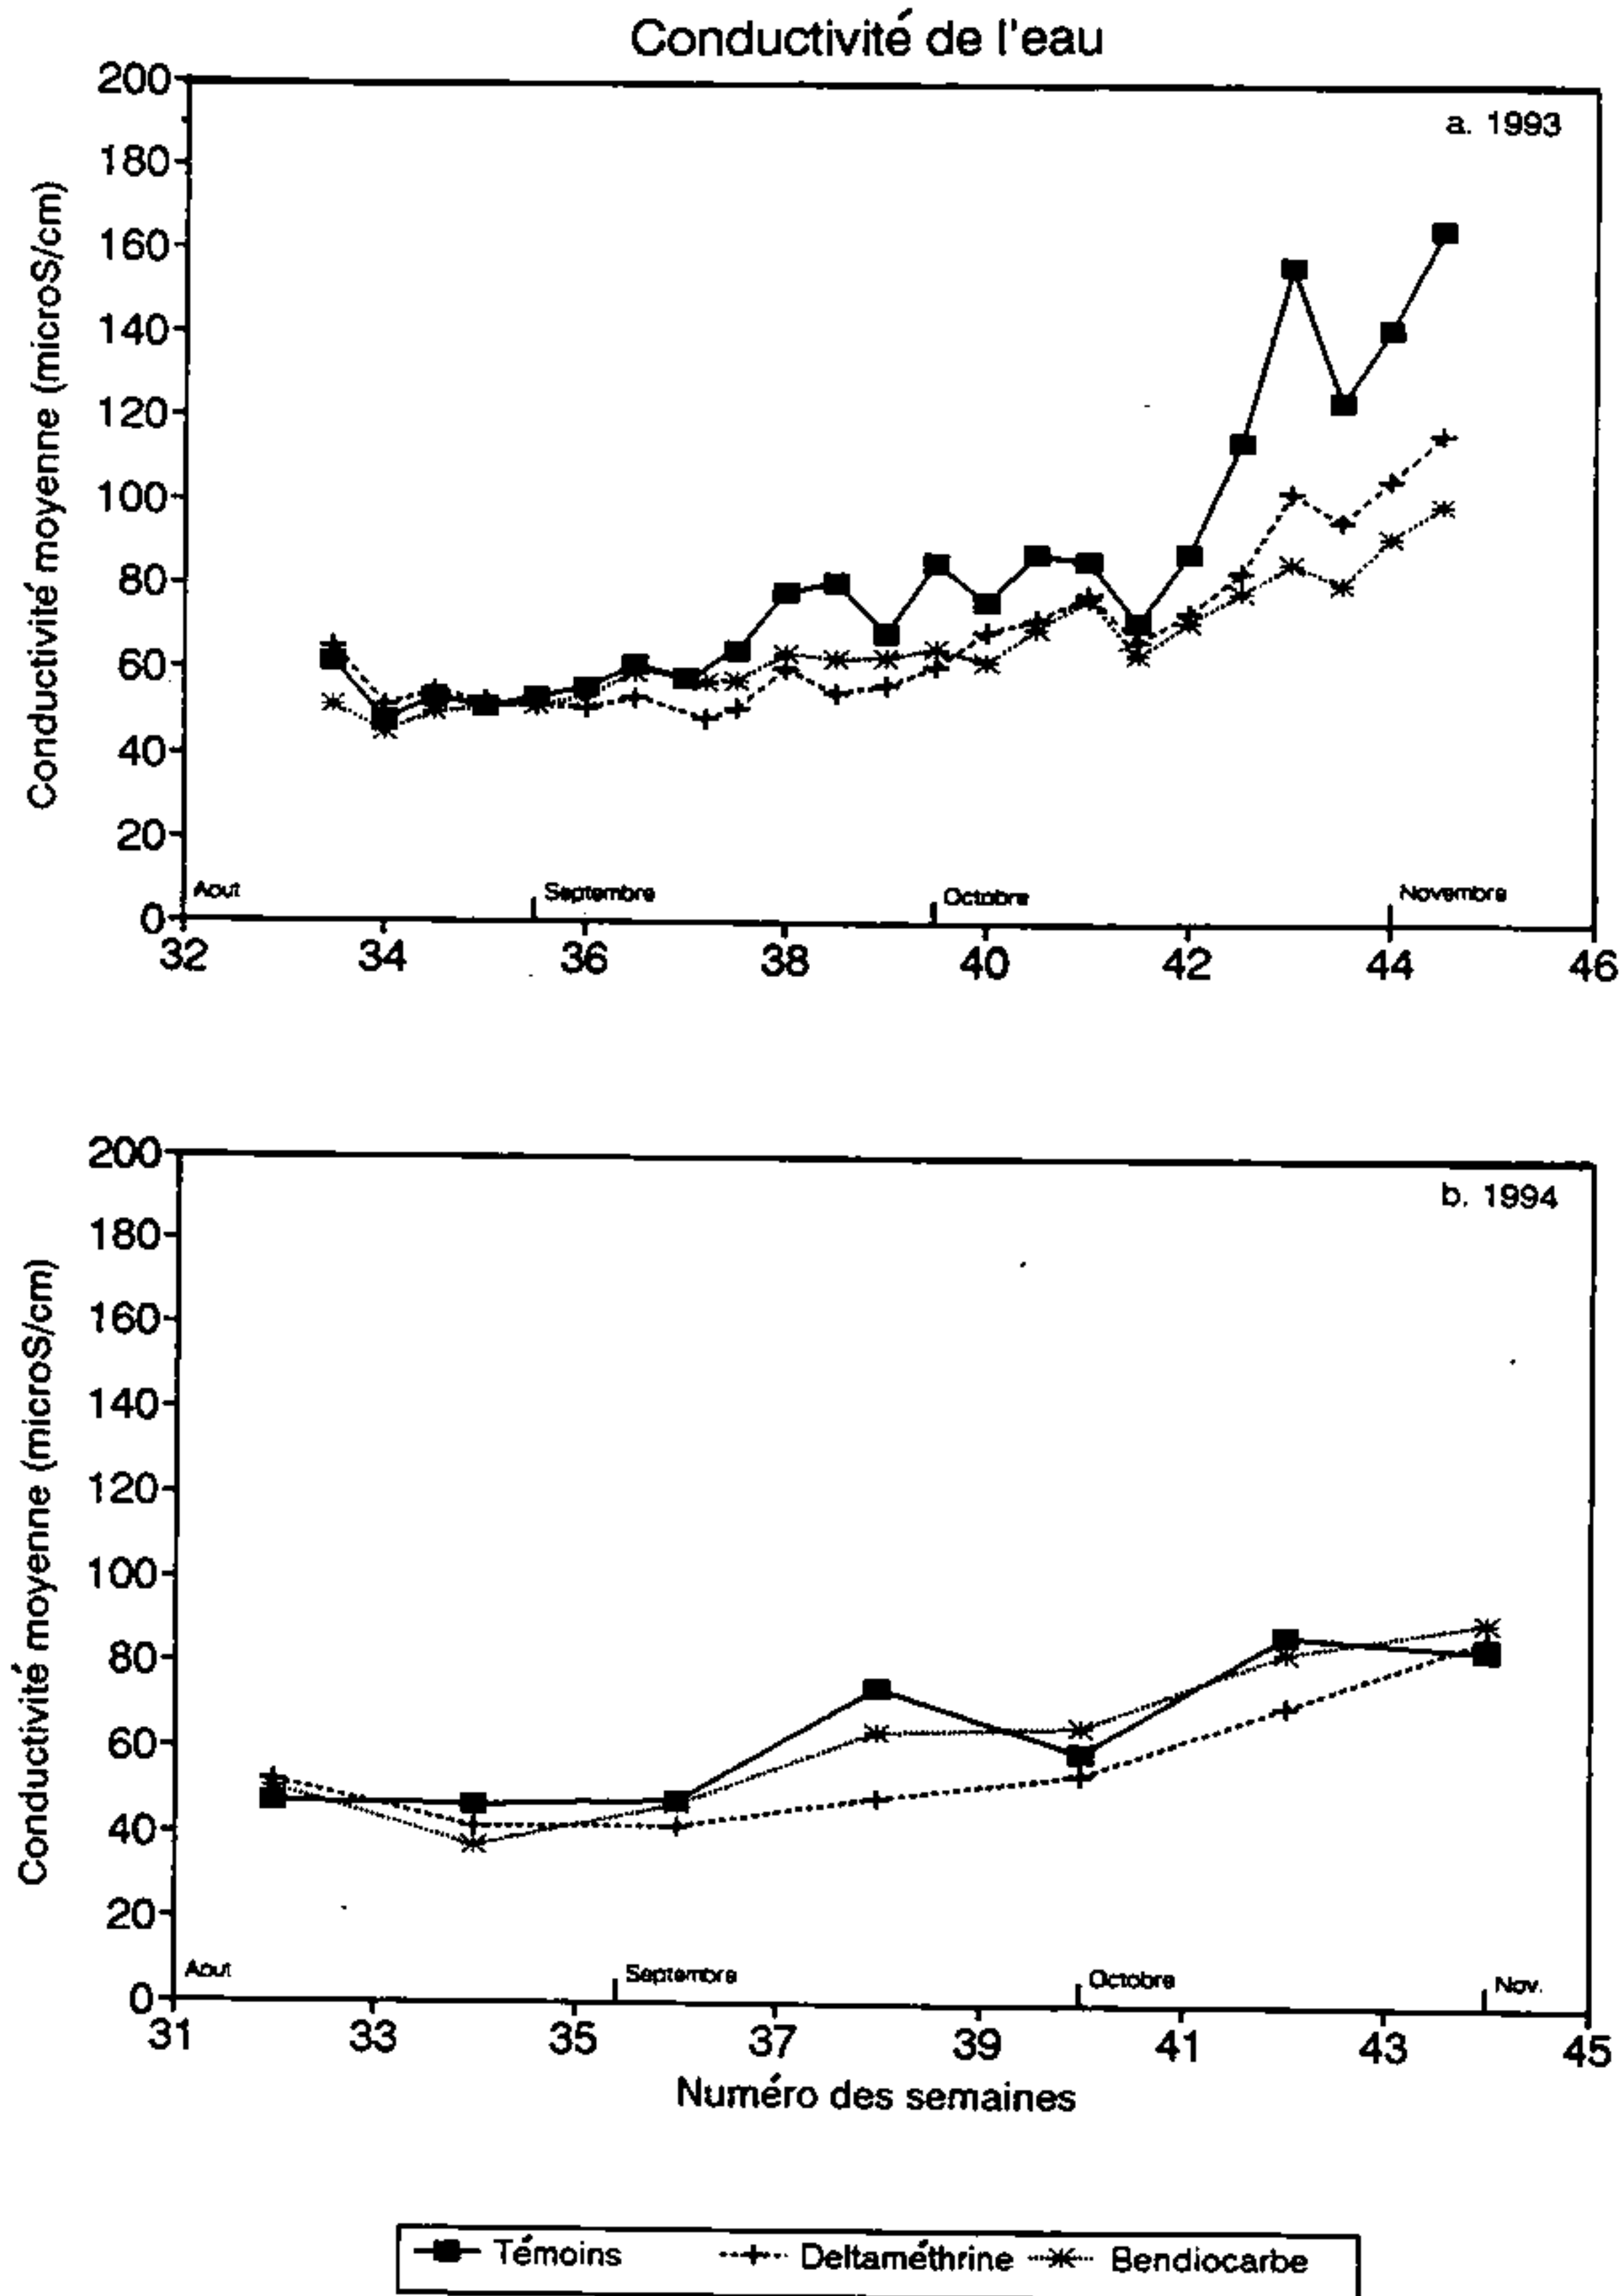 Conductivité de l'eau
200
180
160
140
120
100
80
60
40
20
0
Conductivité moyenne (microS/cm)
a. 1993
Aout
Septembre
Octobre
Novembre
32 34 36 38 40 42 44 46
200
180
160
140
120
100
80
60
40
20
0
Conductivité moyenne (microS/cm)
b. 1994
Aout
Septembre
Octobre
Nov.
31 33 35 37 39 41 43 45
Numéro des semaines
Témoins Deltaméthrine Bendiocarbe